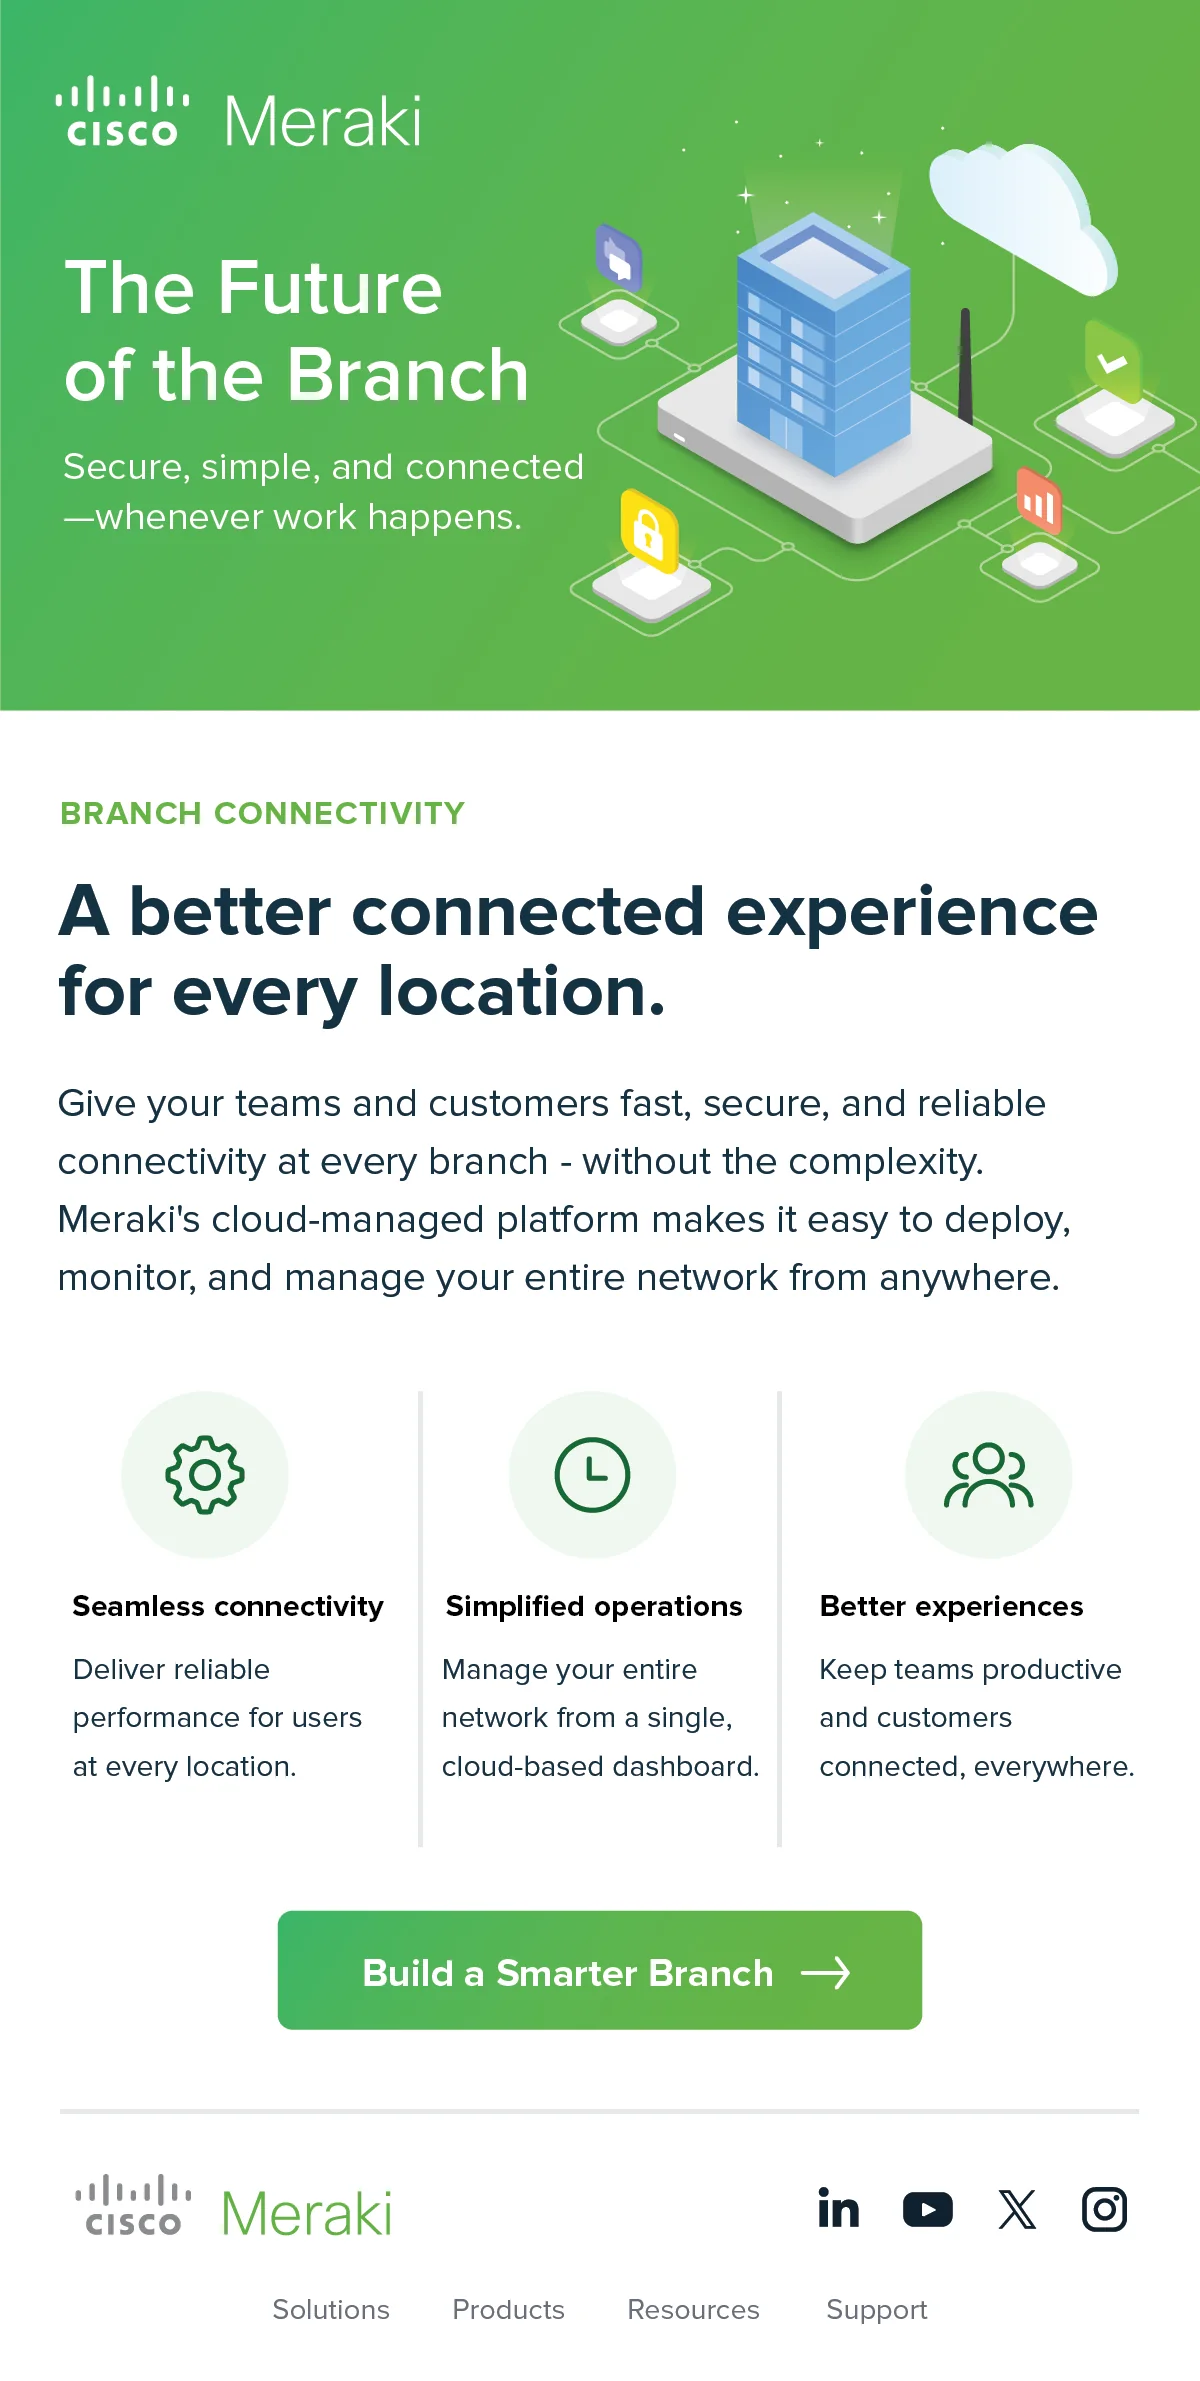 CISCO Meraki
The Future
of the Branch
Secure, simple, and connected
—whenever work happens.
BRANCH CONNECTIVITY
A better connected experience
for every location.
Give your teams and customers fast, secure, and reliable
connectivity at every branch - without the complexity.
Meraki's cloud-managed platform makes it easy to deploy,
monitor, and manage your entire network from anywhere.
Seamless connectivity
Deliver reliable
performance for users
at every location.
Simplified operations
Manage your entire
network from a single,
cloud-based dashboard.
Better experiences
Keep teams productive
and customers
connected, everywhere.
Build a Smarter Branch
CISCO Meraki
in
Solutions Products Resources Support